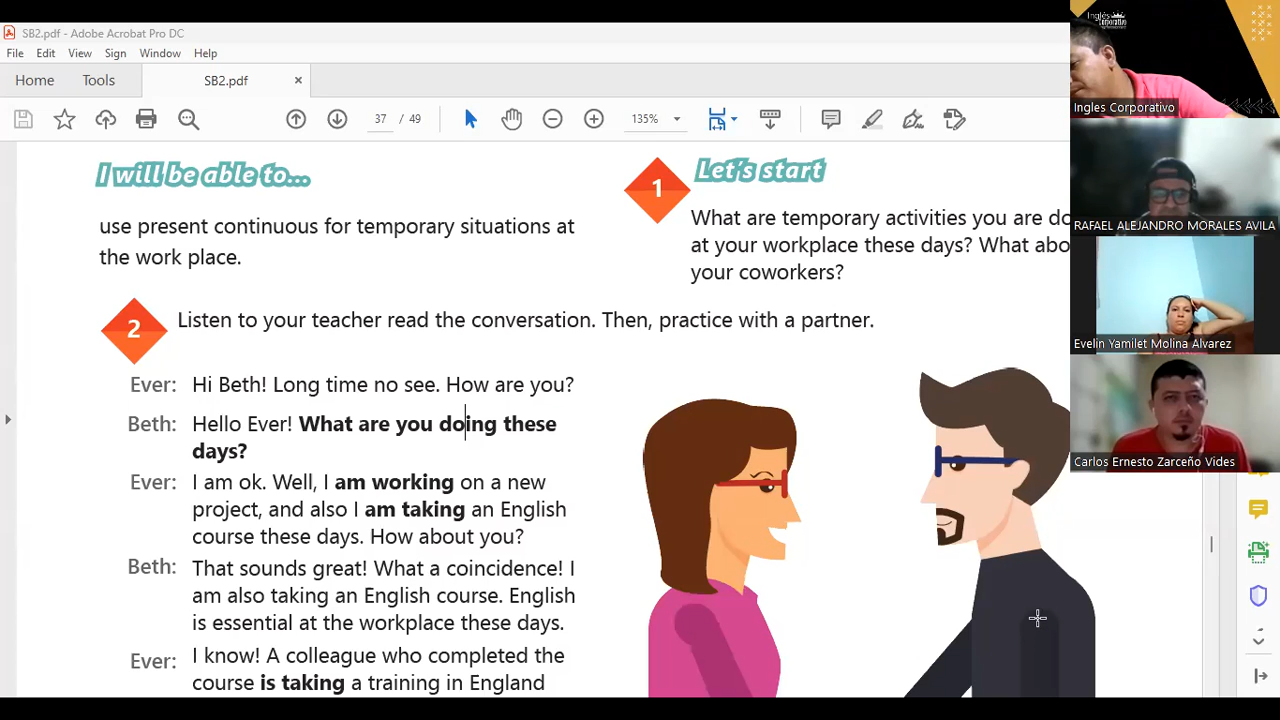 SB2.pdf - Adobe Acrobat Pro DC
File Edit View Sign Window Help
Home Tools SB2.pdf ×
37 / 49 135%
I will be able to...
use present continuous for temporary situations at
the work place.
1 Let's start
What are temporary activities you are do
at your workplace these days? What abo
your coworkers?
2 Listen to your teacher read the conversation. Then, practice with a partner.
Ever: Hi Beth! Long time no see. How are you?
Beth: Hello Ever! What are you doing these
days?
Ever: I am ok. Well, I am working on a new
project, and also I am taking an English
course these days. How about you?
Beth: That sounds great! What a coincidence! I
am also taking an English course. English
is essential at the workplace these days.
Ever: I know! A colleague who completed the
course is taking a training in England
Inglés
Corporativo
Ingles Corporativo
RAFAEL ALEJANDRO MORALES AVILA
Evelin Yamilet Molina Alvarez
Carlos Ernesto Zarceño Vides